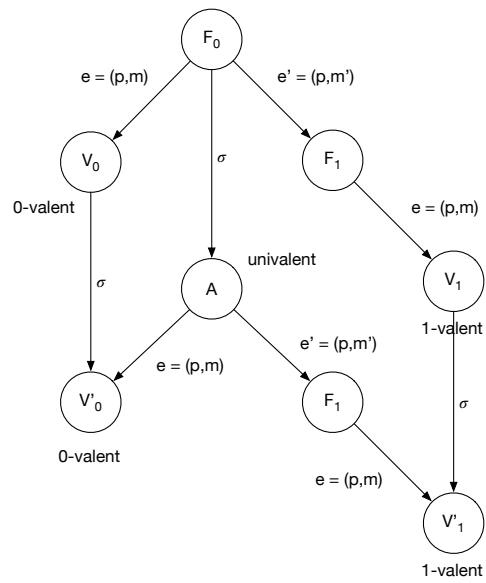 F₀
e = (p,m)
e' = (p,m')
V₀
σ
F₁
0-valent
e = (p,m)
univalent
σ
A
V₁
e' = (p,m')
1-valent
e = (p,m)
V'₀
F₁
σ
0-valent
e = (p,m)
V'₁
1-valent